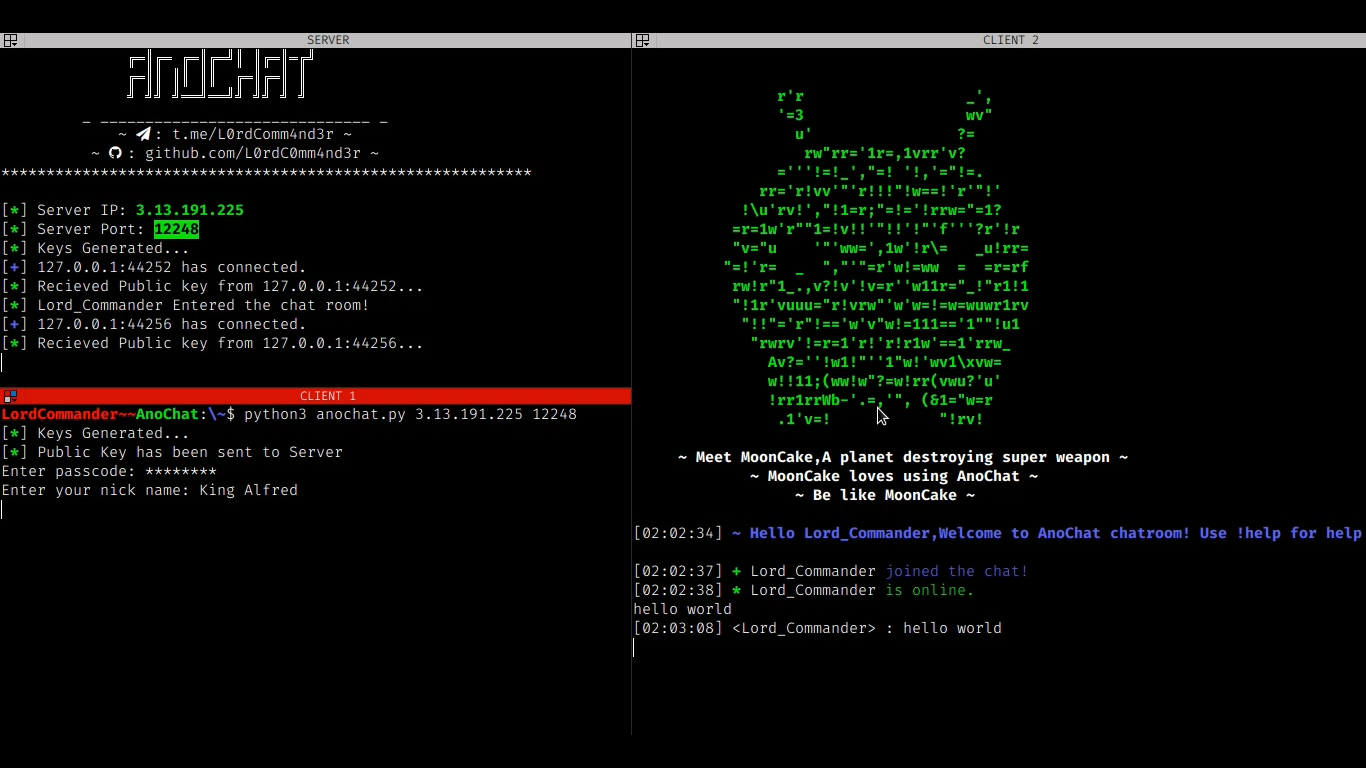 SERVER
~ : t.me/L0rdComm4nd3r ~
~ : github.com/L0rdC0mm4nd3r ~
***********************************************************
[*] Server IP: 3.13.191.225
[*] Server Port: 12248
[*] Keys Generated...
[+] 127.0.0.1:44252 has connected.
[*] Recieved Public key from 127.0.0.1:44252...
[*] Lord_Commander Entered the chat room!
[+] 127.0.0.1:44256 has connected.
[*] Recieved Public key from 127.0.0.1:44256...
CLIENT 1
LordCommander~~AnoChat:\~$ python3 anochat.py 3.13.191.225 12248
[*] Keys Generated...
[*] Public Key has been sent to Server
Enter passcode: ********
Enter your nick name: King Alfred
CLIENT 2
~ Meet MoonCake,A planet destroying super weapon ~
~ MoonCake loves using AnoChat ~
~ Be like MoonCake ~
[02:02:34] ~ Hello Lord_Commander,Welcome to AnoChat chatroom! Use !help for help
[02:02:37] + Lord_Commander joined the chat!
[02:02:38] * Lord_Commander is online.
hello world
[02:03:08] <Lord_Commander> : hello world